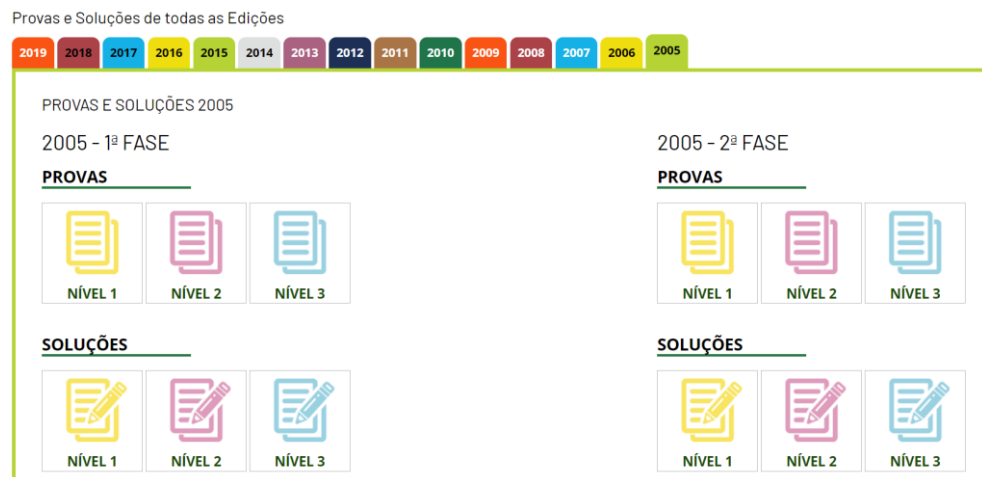 Provas e Soluções de todas as Edições
2019 2018 2017 2016 2015 2014 2013 2012 2011 2010 2009 2008 2007 2006 2005
PROVAS E SOLUÇÕES 2005
2005 - 1ª FASE
PROVAS
NÍVEL 1 NÍVEL 2 NÍVEL 3
SOLUÇÕES
NÍVEL 1 NÍVEL 2 NÍVEL 3
2005 - 2ª FASE
PROVAS
NÍVEL 1 NÍVEL 2 NÍVEL 3
SOLUÇÕES
NÍVEL 1 NÍVEL 2 NÍVEL 3